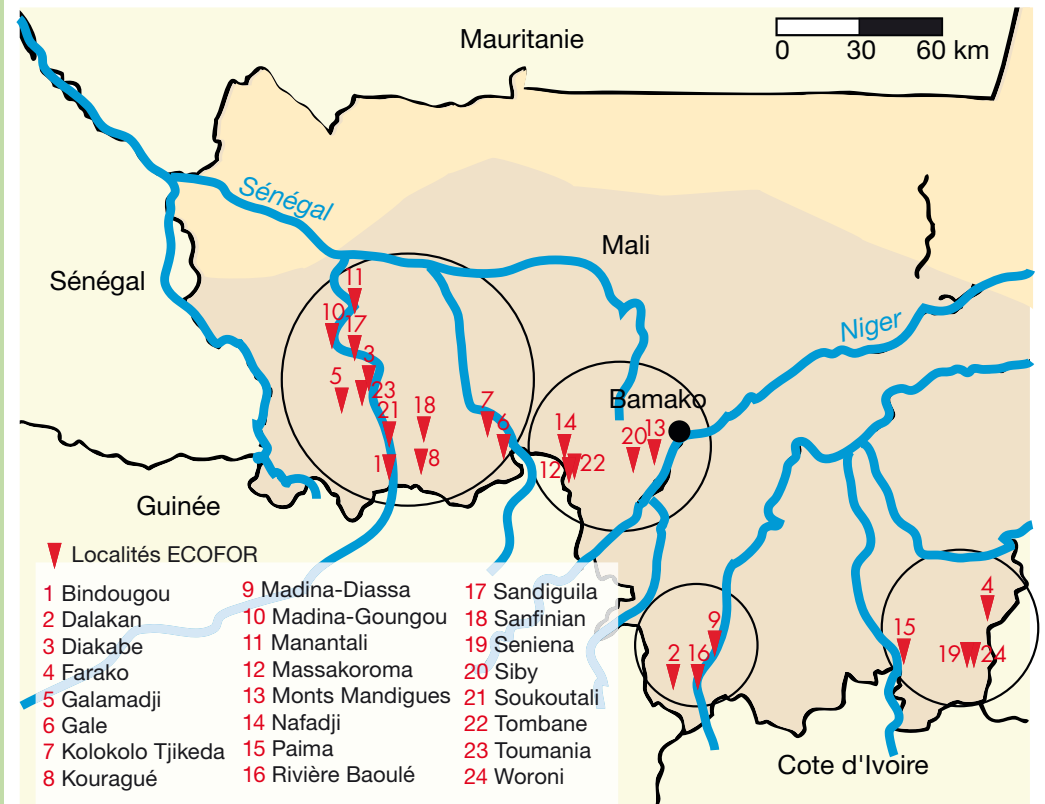 Mauritanie
0 30 60 km
Sénégal
Mali
Sénégal
Niger
11
10
17
3
5
23
21
18
1
8
7
6
Bamako
14
12
22
20
13
Guinée
4
9
2
16
15
19
24
Cote d'Ivoire
Localités ECOFOR
1 Bindougou
2 Dalakan
3 Diakabe
4 Farako
5 Galamadji
6 Gale
7 Kolokolo Tjikeda
8 Kouragué
9 Madina-Diassa
10 Madina-Goungou
11 Manantali
12 Massakoroma
13 Monts Mandigues
14 Nafadji
15 Paima
16 Rivière Baoulé
17 Sandiguila
18 Sanfinian
19 Seniena
20 Siby
21 Soukoutali
22 Tombane
23 Toumania
24 Woroni